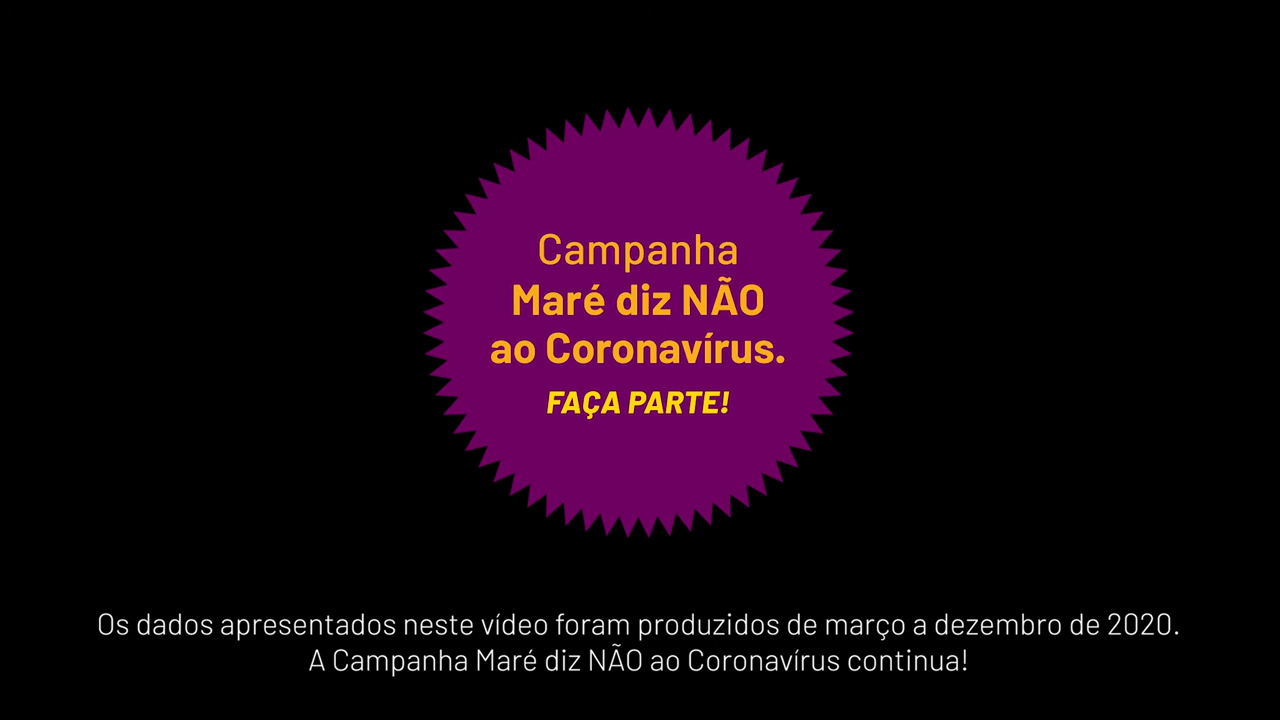 Campanha
Maré diz NÃO
ao Coronavírus.
FAÇA PARTE!
Os dados apresentados neste vídeo foram produzidos de março a dezembro de 2020.
A Campanha Maré diz NÃO ao Coronavírus continua!